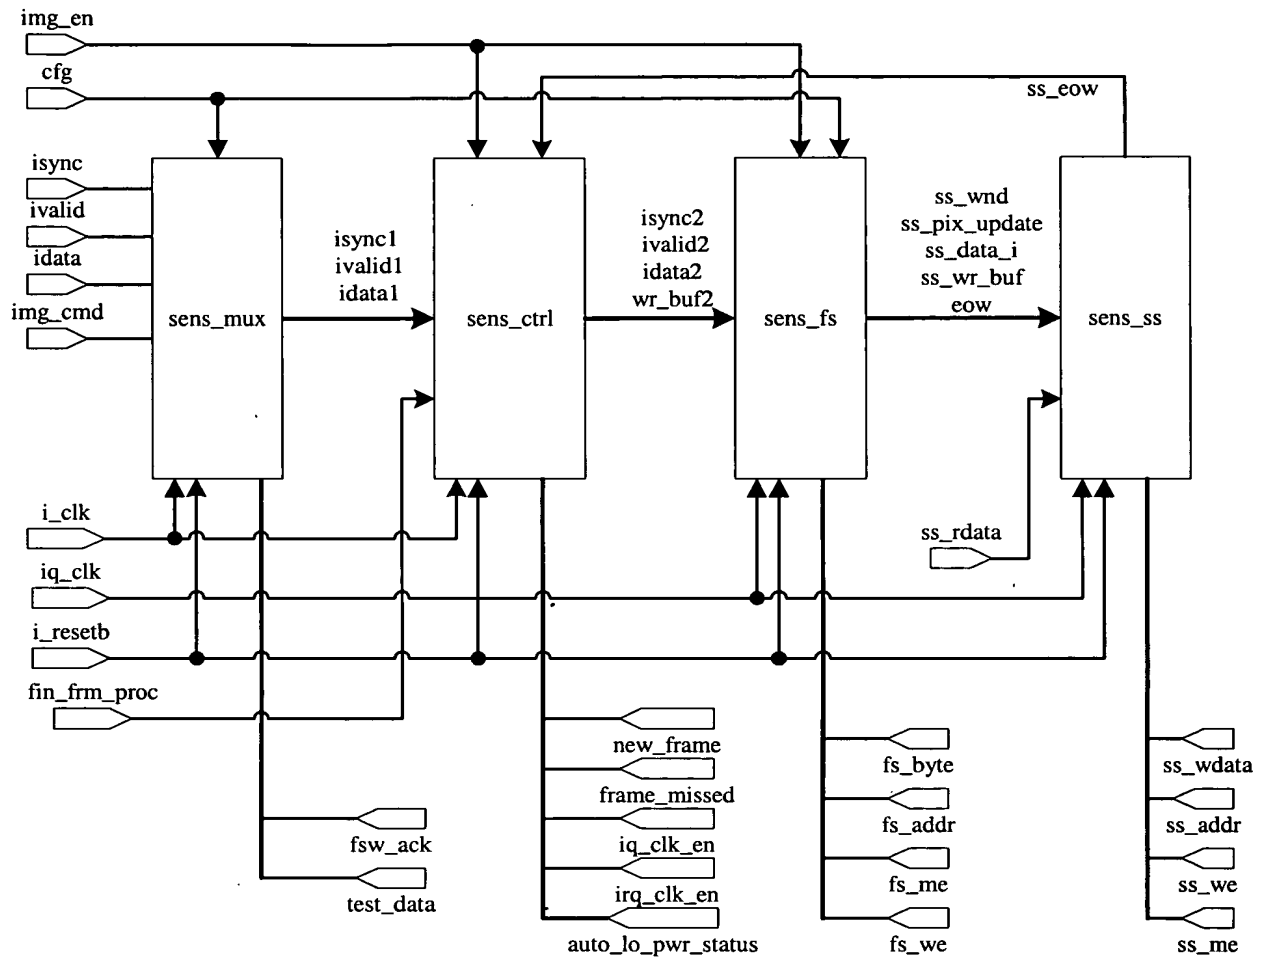 img_en
cfg
ss_eow
isync
ivalid
idata
img_cmd
isync1
ivalid1
idata1
isync2
ivalid2
idata2
wr_buf2
ss_wnd
ss_pix_update
ss_data_i
ss_wr_buf
eow
sens_mux
sens_ctrl
sens_fs
sens_ss
i_clk
ss_rdata
iq_clk
i_resetb
fin_frm_proc
new_frame
frame_missed
iq_clk_en
irq_clk_en
auto_lo_pwr_status
fsw_ack
test_data
fs_byte
fs_addr
fs_me
fs_we
ss_wdata
ss_addr
ss_we
ss_me